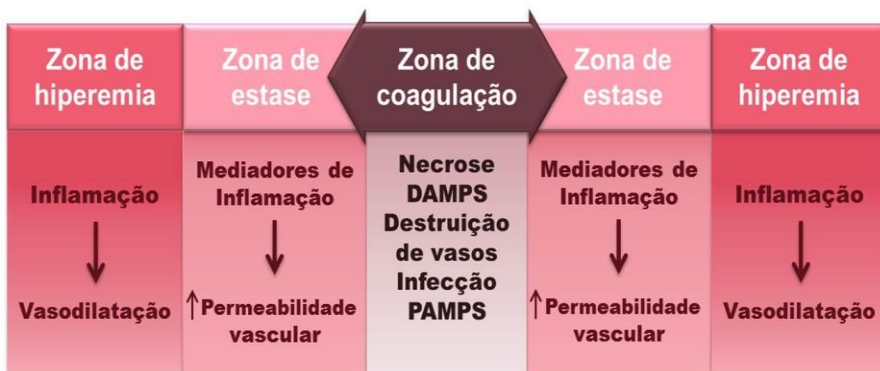 Zona de
hiperemia
Zona de
estase
Zona de
coagulação
Zona de
estase
Zona de
hiperemia
Inflamação
Vasodilatação
Mediadores de
Inflamação
↑Permeabilidade
vascular
Necrose
DAMPS
Destruição
de vasos
Infecção
PAMPS
Mediadores de
Inflamação
↑Permeabilidade
vascular
Inflamação
Vasodilatação